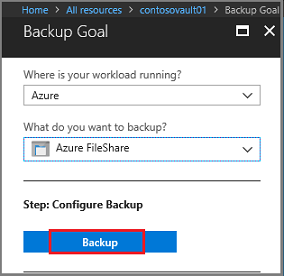 Home > All resources > contosovault01 > Backup Goal
Backup Goal
Where is your workload running?
Azure
What do you want to backup?
Azure FileShare
Step: Configure Backup
Backup